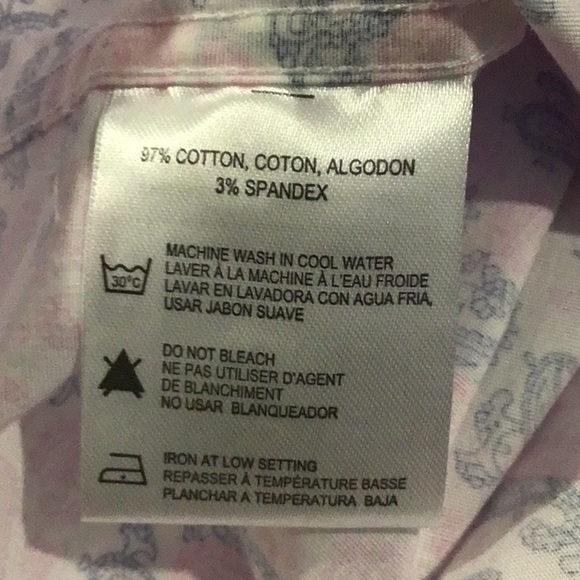 97% COTTON, COTON, ALGODON
3% SPANDEX
30°C
MACHINE WASH IN COOL WATER
LAVER À LA MACHINE À L'EAU FROIDE
LAVAR EN LAVADORA CON AGUA FRIA,
USAR JABON SUAVE
DO NOT BLEACH
NE PAS UTILISER D'AGENT
DE BLANCHIMENT
NO USAR BLANQUEADOR
IRON AT LOW SETTING
REPASSER À TEMPÉRATURE BASSE
PLANCHAR A TEMPERATURA BAJA